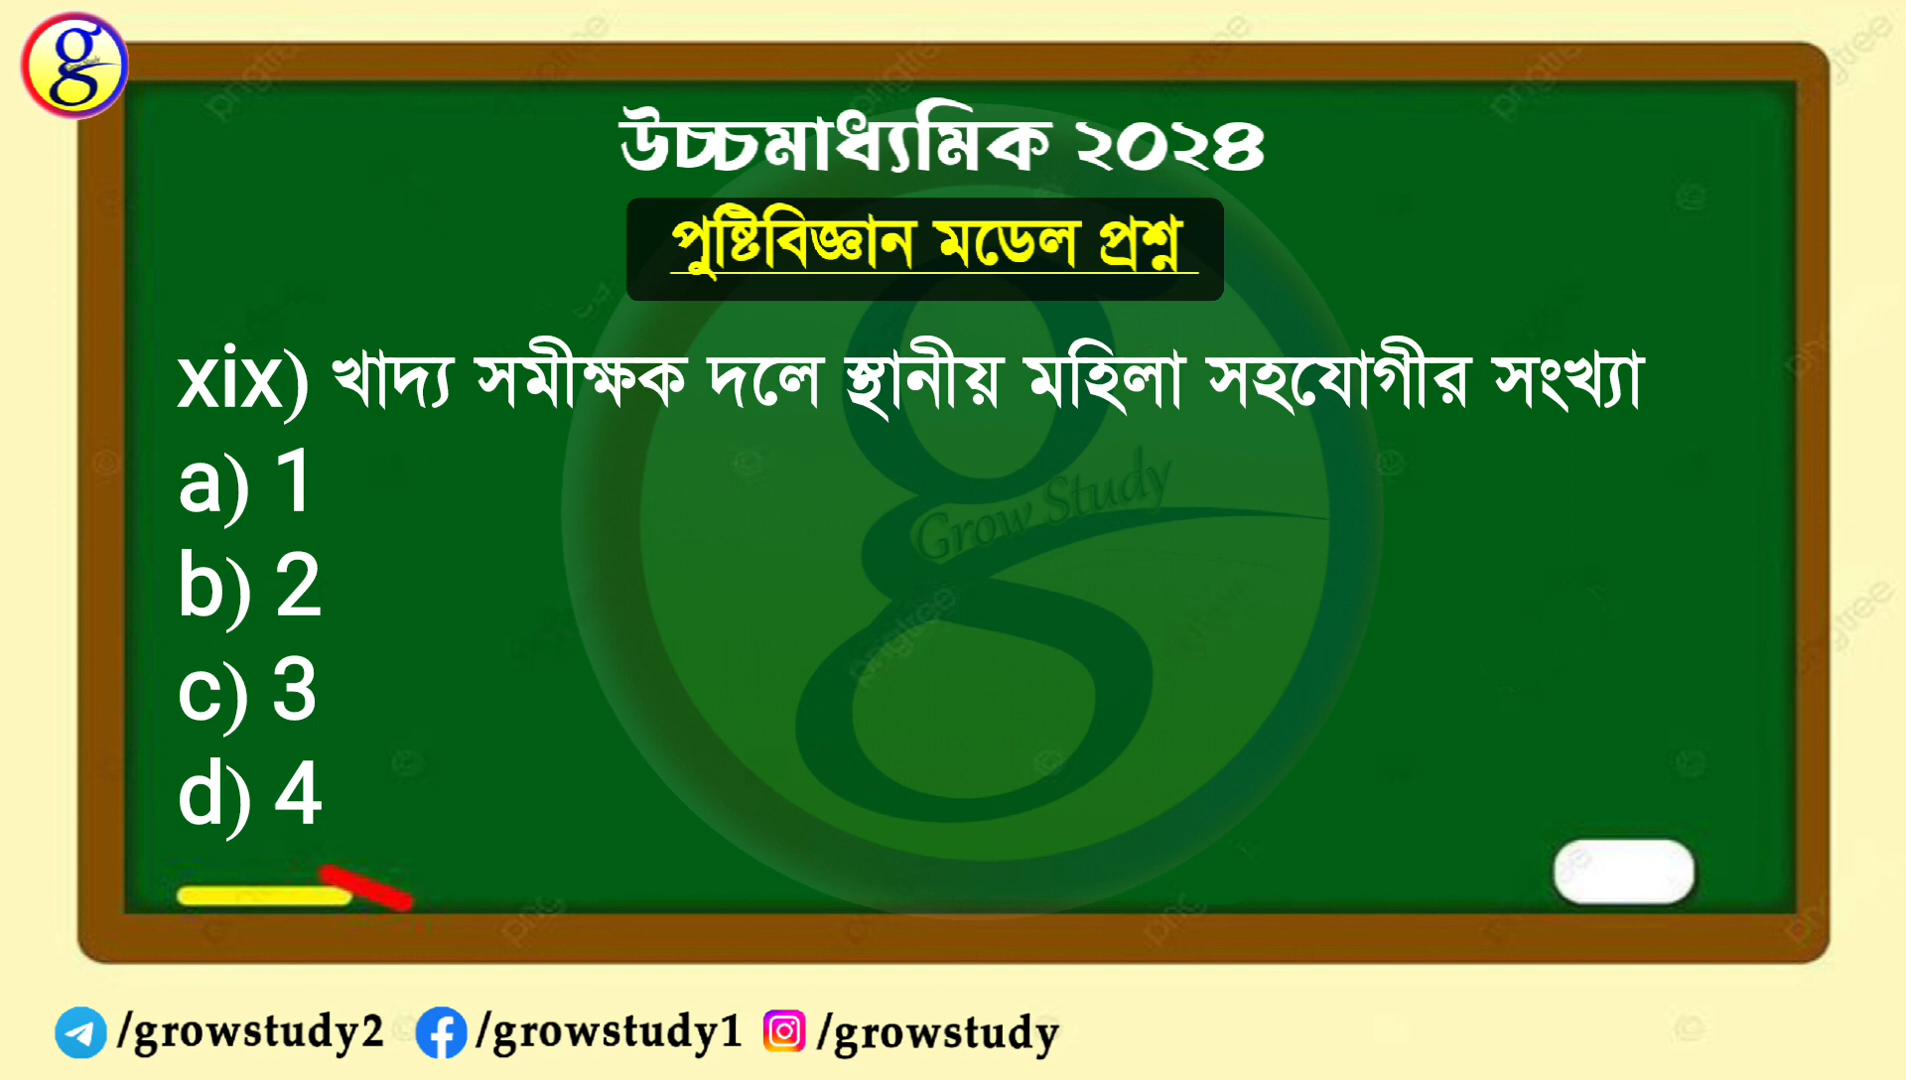 উচ্চমাধ্যমিক ২০২৪
পুষ্টিবিজ্ঞান মডেল প্রশ্ন
xix) খাদ্য সমীক্ষক দলে স্থানীয় মহিলা সহযোগীর সংখ্যা
a) 1
b) 2
c) 3
d) 4
Grow Study
/growstudy2 /growstudy1 /growstudy